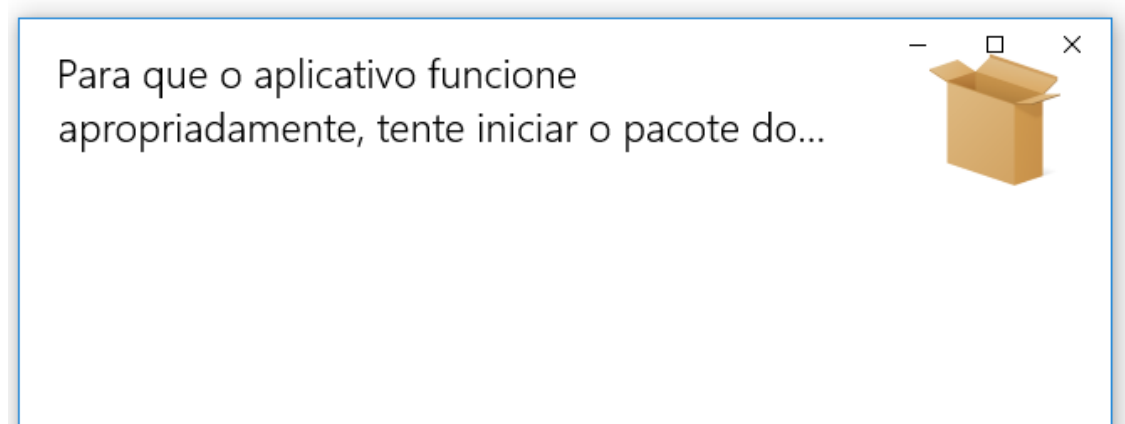 Para que o aplicativo funcione
apropriadamente, tente iniciar o pacote do...